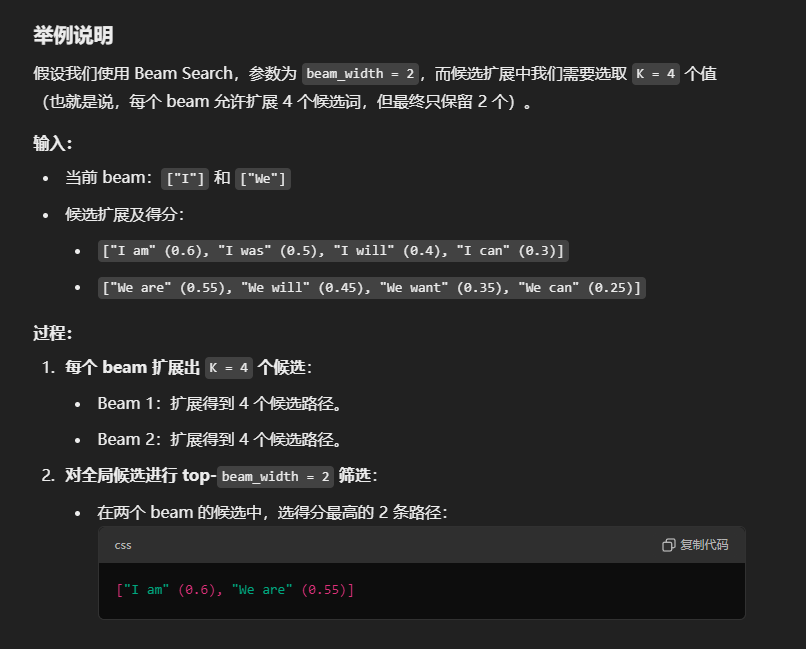 举例说明
假设我们使用 Beam Search，参数为 beam_width = 2 ，而候选扩展中我们需要选取 K = 4 个值
（也就是说，每个 beam 允许扩展 4 个候选词，但最终只保留 2 个）。
输入：
• 当前 beam： ["I"] 和 ["We"]
• 候选扩展及得分：
• ["I am" (0.6), "I was" (0.5), "I will" (0.4), "I can" (0.3)]
• ["We are" (0.55), "We will" (0.45), "We want" (0.35), "We can" (0.25)]
过程：
1. 每个 beam 扩展出 K = 4 个候选：
• Beam 1：扩展得到 4 个候选路径。
• Beam 2：扩展得到 4 个候选路径。
2. 对全局候选进行 top- beam_width = 2 筛选：
• 在两个 beam 的候选中，选得分最高的 2 条路径：
css 复制代码
["I am" (0.6), "We are" (0.55)]